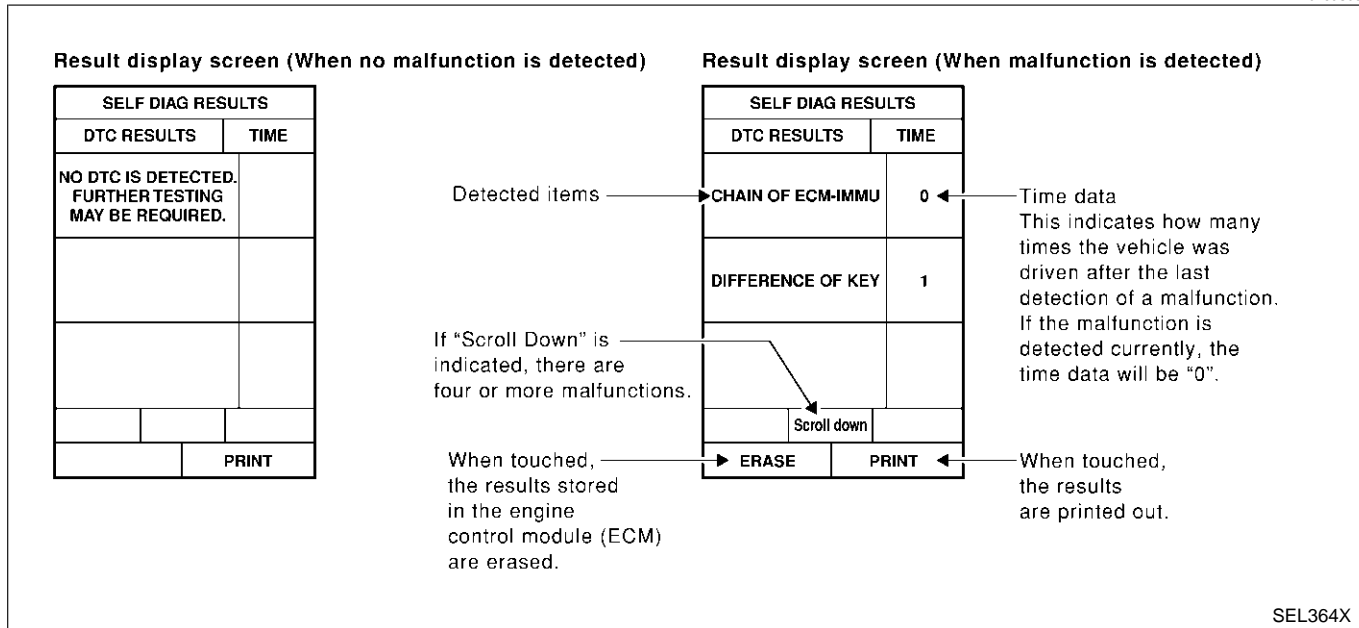 Result display screen (When no malfunction is detected)
SELF DIAG RESULTS
DTC RESULTS TIME
NO DTC IS DETECTED.
FURTHER TESTING
MAY BE REQUIRED.
PRINT
Result display screen (When malfunction is detected)
SELF DIAG RESULTS
DTC RESULTS TIME
Detected items
CHAIN OF ECM-IMMU 0
Time data
This indicates how many
times the vehicle was
driven after the last
detection of a malfunction.
If the malfunction is
detected currently, the
time data will be “0”.
DIFFERENCE OF KEY 1
If “Scroll Down” is
indicated, there are
four or more malfunctions.
Scroll down
ERASE PRINT
When touched,
the results stored
in the engine
control module (ECM)
are erased.
When touched,
the results
are printed out.
SEL364X